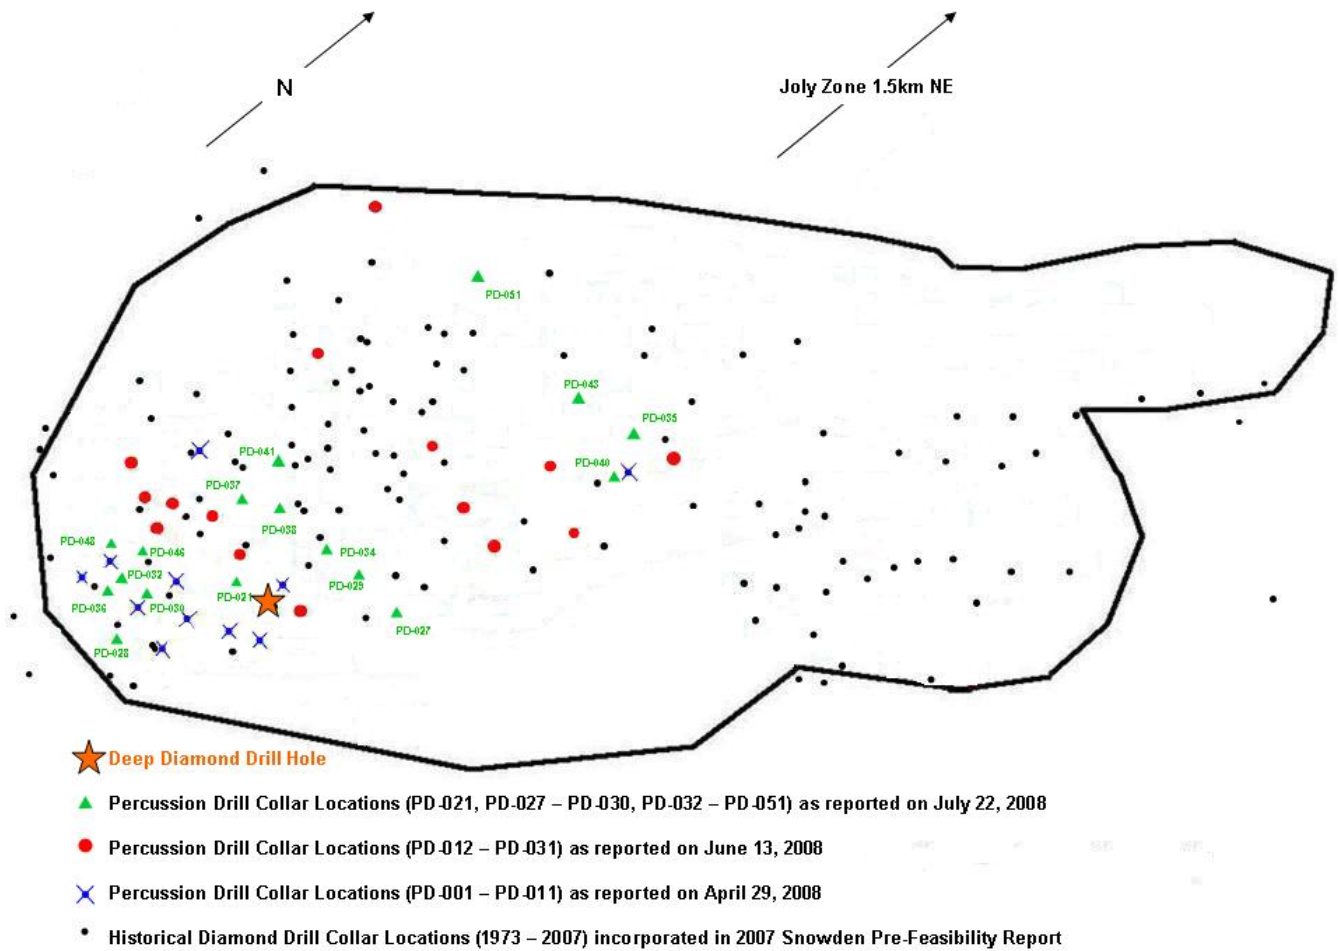 N
Joly Zone 1.5km NE
PD-051
PD-043
PD-035
PD-041
PD-040
PD-037
PD-038
PD-048
PD-046
PD-034
PD-032
PD-029
PD-036
PD-030
PD-021
PD-027
PD-028
Deep Diamond Drill Hole
Percussion Drill Collar Locations (PD-021, PD-027 – PD-030, PD-032 – PD-051) as reported on July 22, 2008
Percussion Drill Collar Locations (PD-012 – PD-031) as reported on June 13, 2008
Percussion Drill Collar Locations (PD-001 – PD-011) as reported on April 29, 2008
Historical Diamond Drill Collar Locations (1973 – 2007) incorporated in 2007 Snowden Pre-Feasibility Report